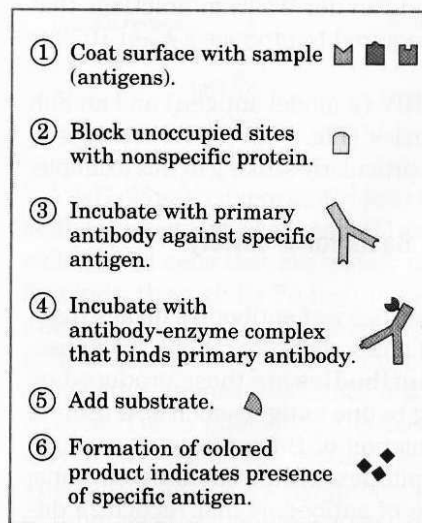 ① Coat surface with sample
(antigens).
② Block unoccupied sites
with nonspecific protein.
③ Incubate with primary
antibody against specific
antigen.
④ Incubate with
antibody-enzyme complex
that binds primary antibody.
⑤ Add substrate.
⑥ Formation of colored
product indicates presence
of specific antigen.